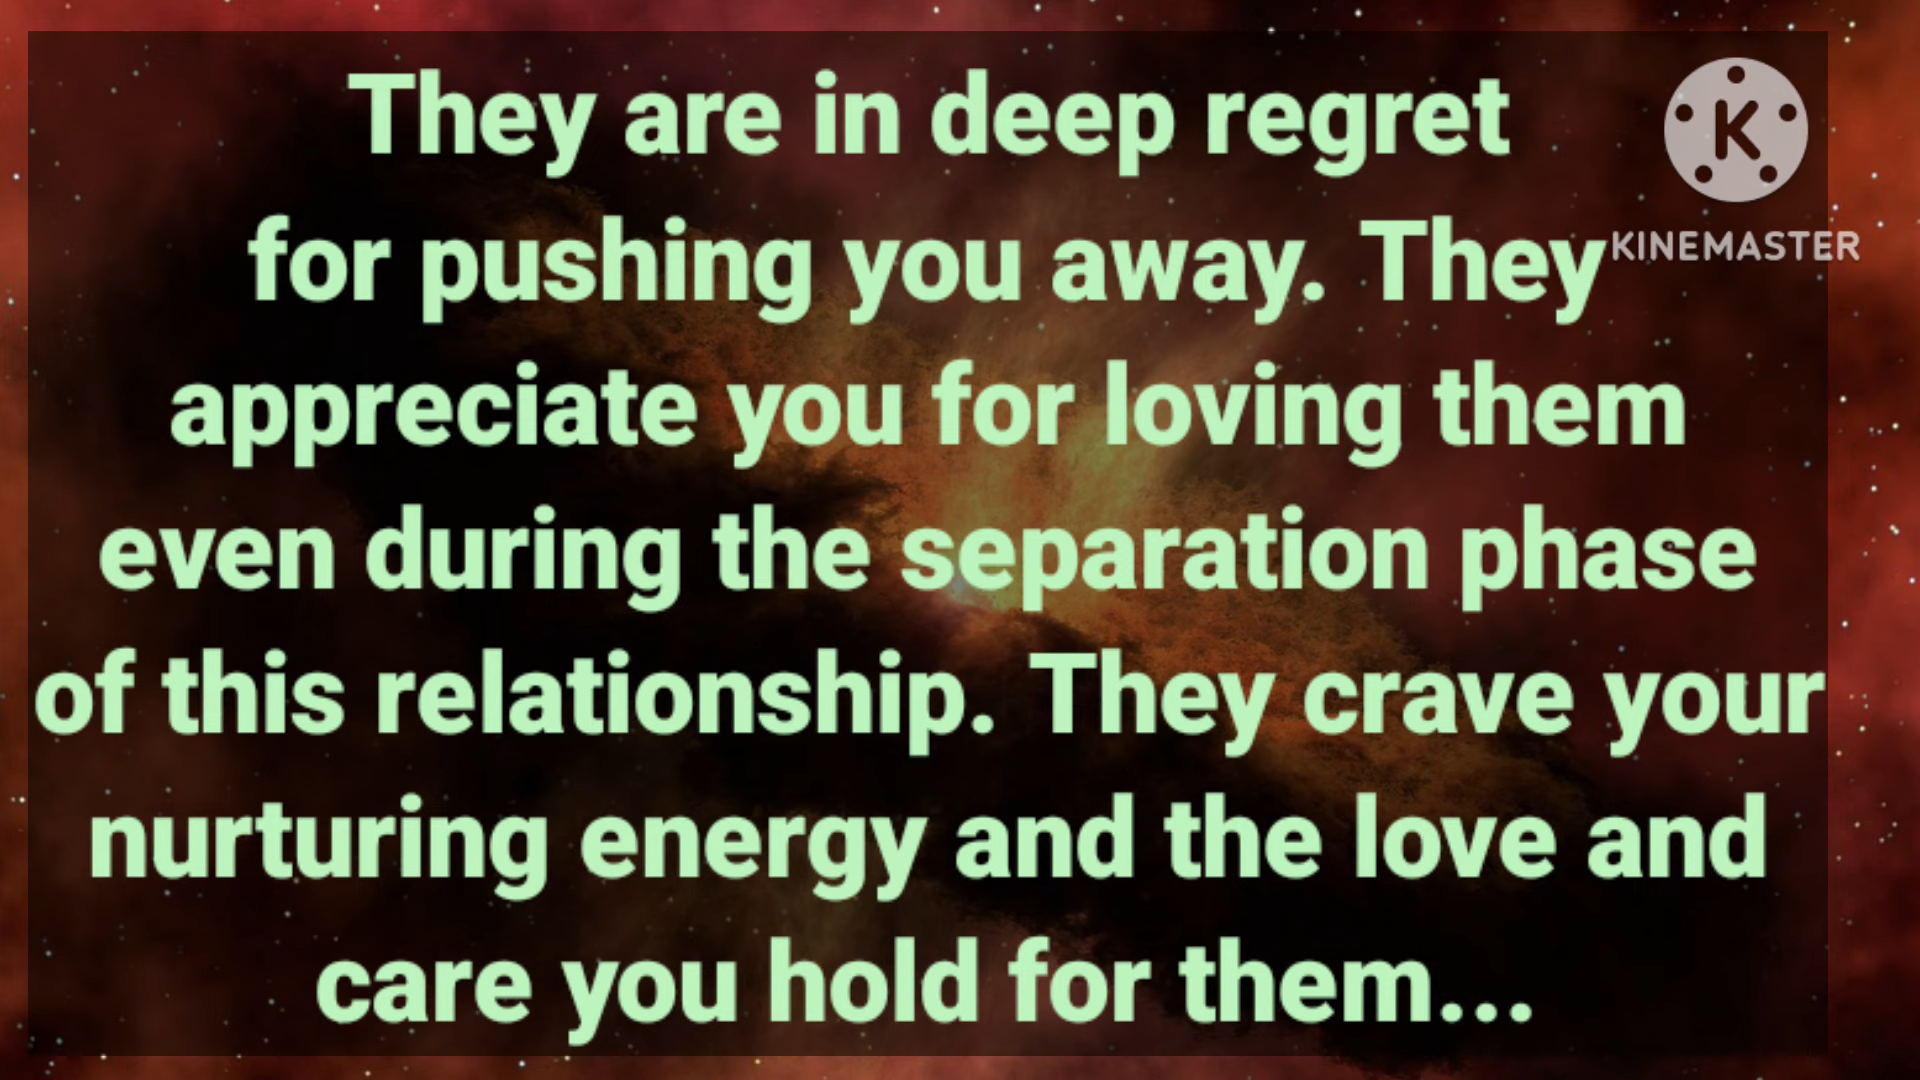 They are in deep regret
for pushing you away. They
appreciate you for loving them
even during the separation phase
of this relationship. They crave your
nurturing energy and the love and
care you hold for them...
K
KINEMASTER